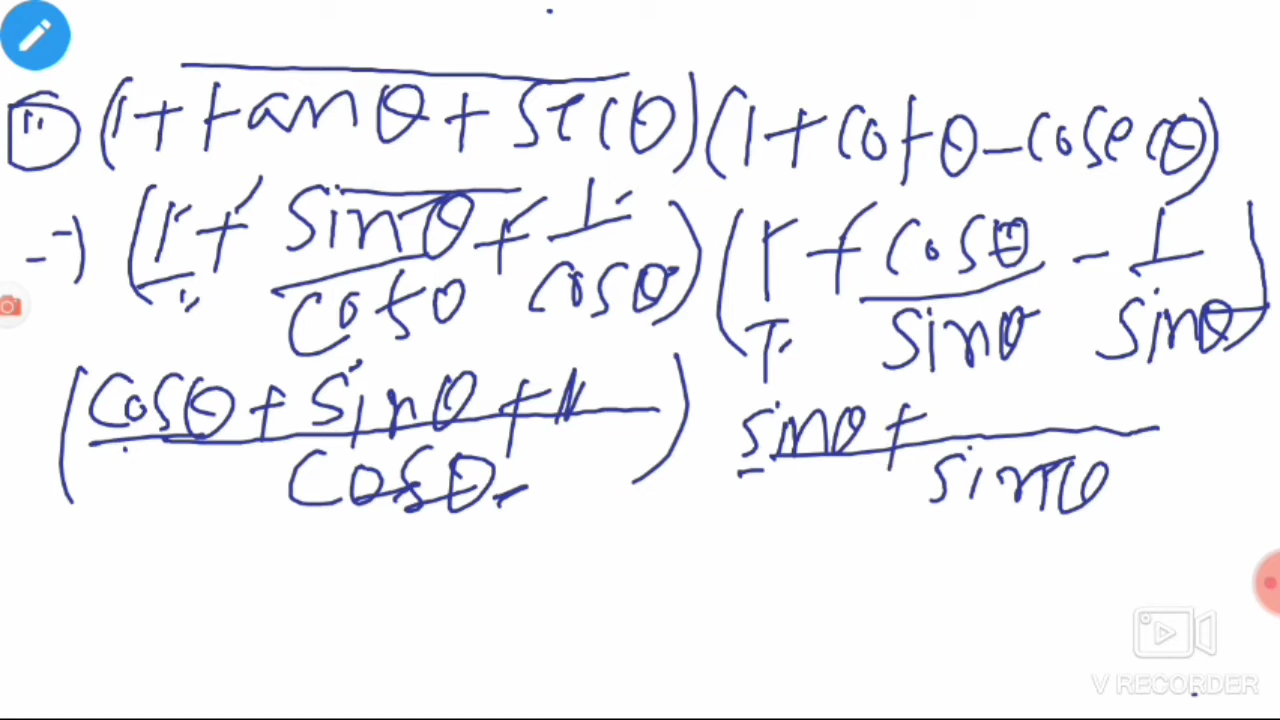 (ii) (1 + tanθ + secθ)(1 + cotθ - cosecθ)
=) (1 + sinθ/cosθ + 1/cosθ) (1/1 + cosθ/sinθ - 1/sinθ)
(cosθ + sinθ + 1/cosθ) sinθ +/sinθ
V RECORDER